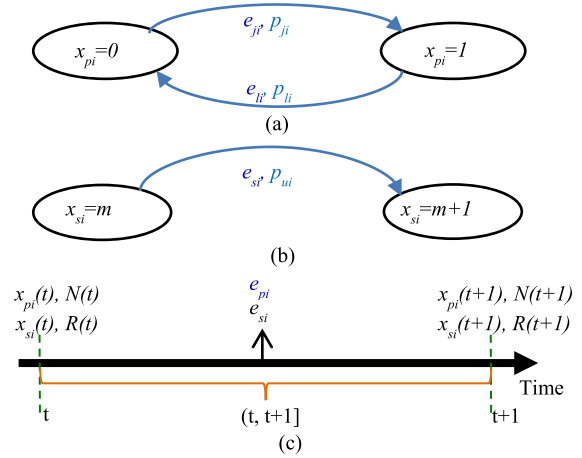 e_ji, p_ji
x_pi=0
x_pi=1
e_li, p_li
(a)
e_si, p_ui
x_si=m
x_si=m+1
(b)
x_pi(t), N(t)
e_pi
x_pi(t+1), N(t+1)
x_si(t), R(t)
e_si
x_si(t+1), R(t+1)
Time
t
(t, t+1]
t+1
(c)